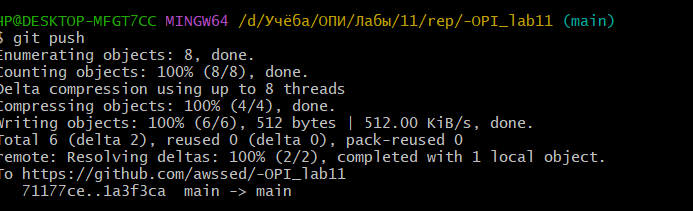 HP@DESKTOP-MFGT7CC MINGW64 /d/Учёба/ОПИ/Лабы/11/rep/-OPI_lab11 (main)
$ git push
Enumerating objects: 8, done.
Counting objects: 100% (8/8), done.
Delta compression using up to 8 threads
Compressing objects: 100% (4/4), done.
Writing objects: 100% (6/6), 512 bytes | 512.00 KiB/s, done.
Total 6 (delta 2), reused 0 (delta 0), pack-reused 0
remote: Resolving deltas: 100% (2/2), completed with 1 local object.
To https://github.com/awssed/-OPI_lab11
   71177ce..1a3f3ca  main -> main